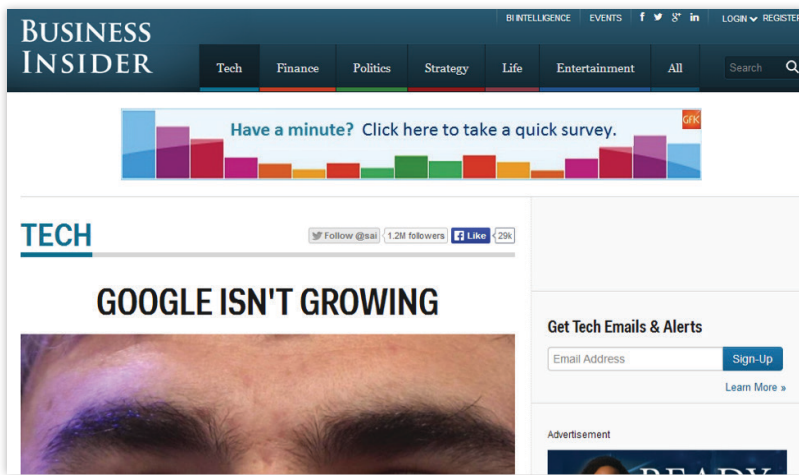 BUSINESS
INSIDER
BI INTELLIGENCE EVENTS f g+ in LOGIN REGISTER
Tech Finance Politics Strategy Life Entertainment All Search
Have a minute? Click here to take a quick survey.
GfK
TECH
Follow @sai 1.2M followers Like 29k
GOOGLE ISN'T GROWING
Get Tech Emails & Alerts
Email Address Sign-Up
Learn More »
Advertisement
READY